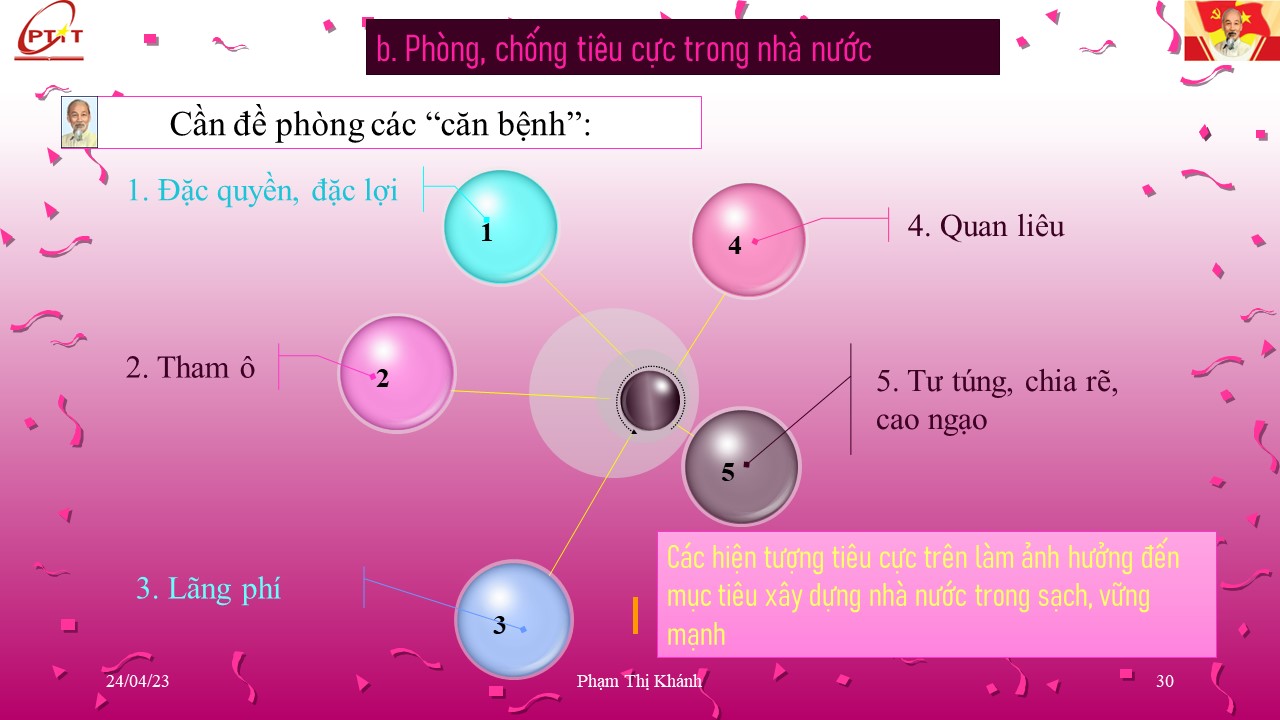 PTIT
b. Phòng, chống tiêu cực trong nhà nước
Cần đề phòng các “căn bệnh”:
1. Đặc quyền, đặc lợi
1
4
4. Quan liêu
2. Tham ô
2
5. Tư túng, chia rẽ,
cao ngạo
5
3. Lãng phí
3
Các hiện tượng tiêu cực trên làm ảnh hưởng đến
mục tiêu xây dựng nhà nước trong sạch, vững
mạnh
24/04/23
Phạm Thị Khánh
30